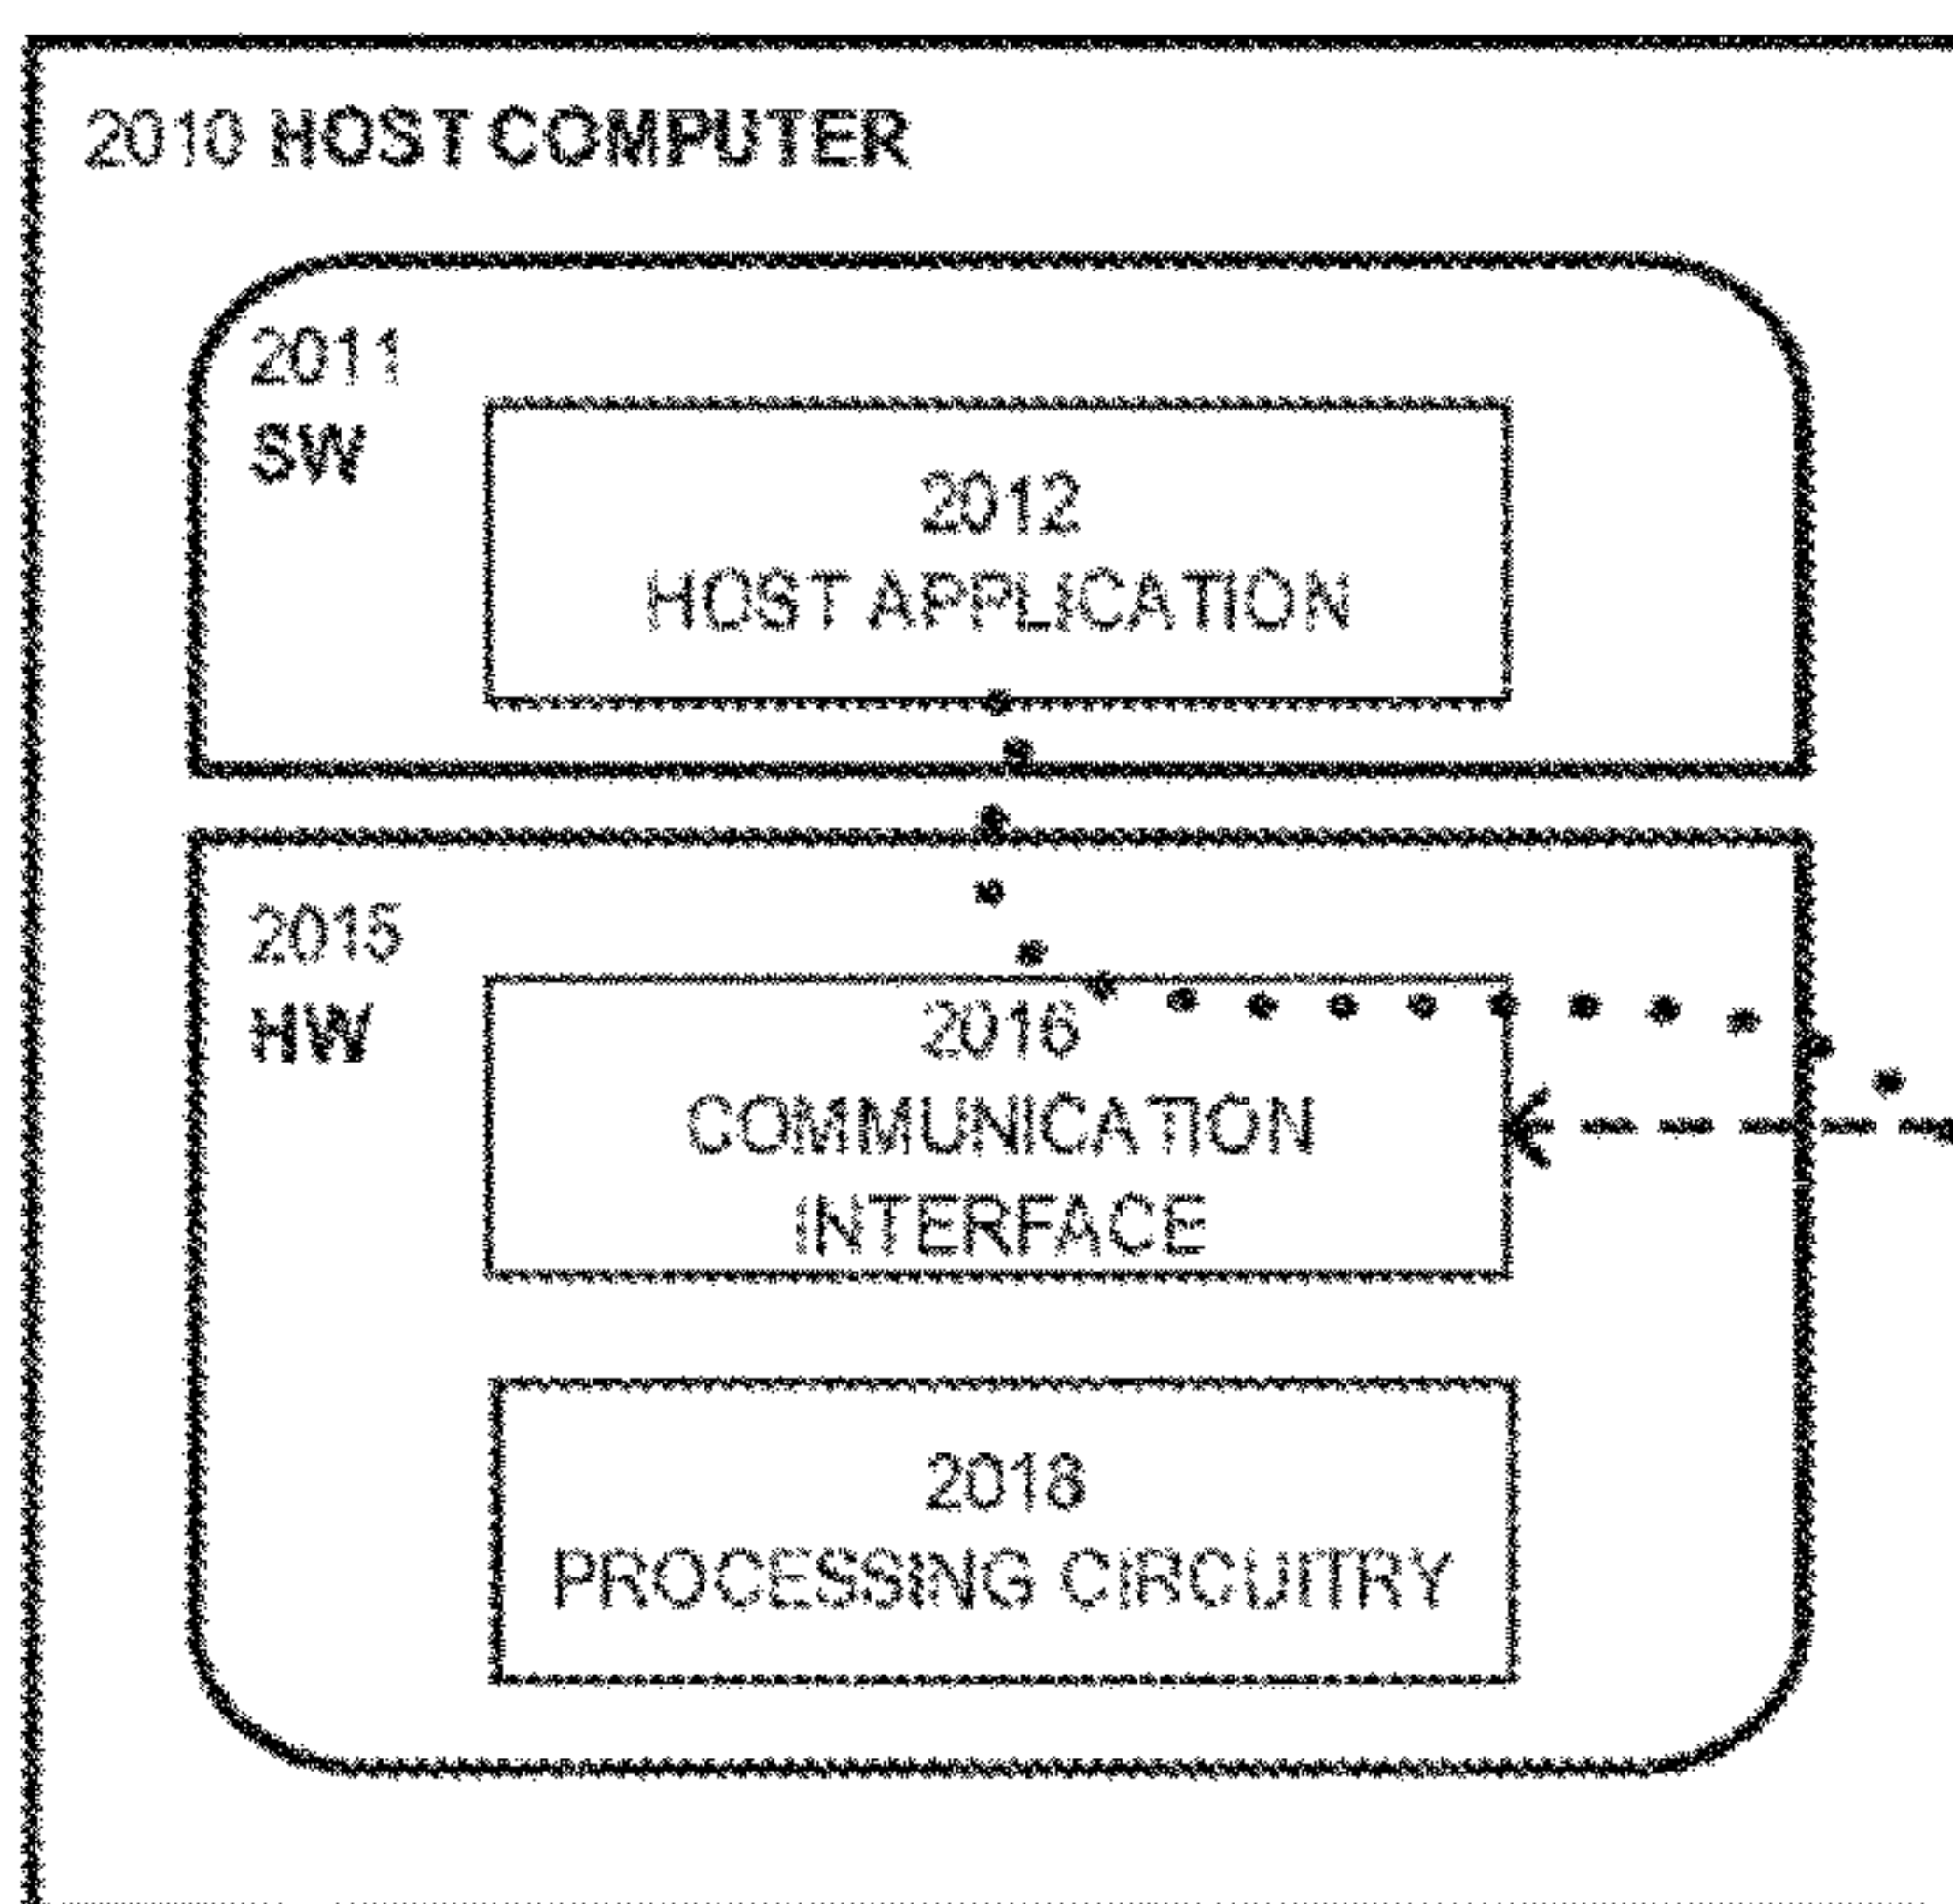 2010 HOST COMPUTER
2011
SW
2012
HOST APPLICATION
2015
HW
2016
COMMUNICATION
INTERFACE
2018
PROCESSING CIRCUITRY